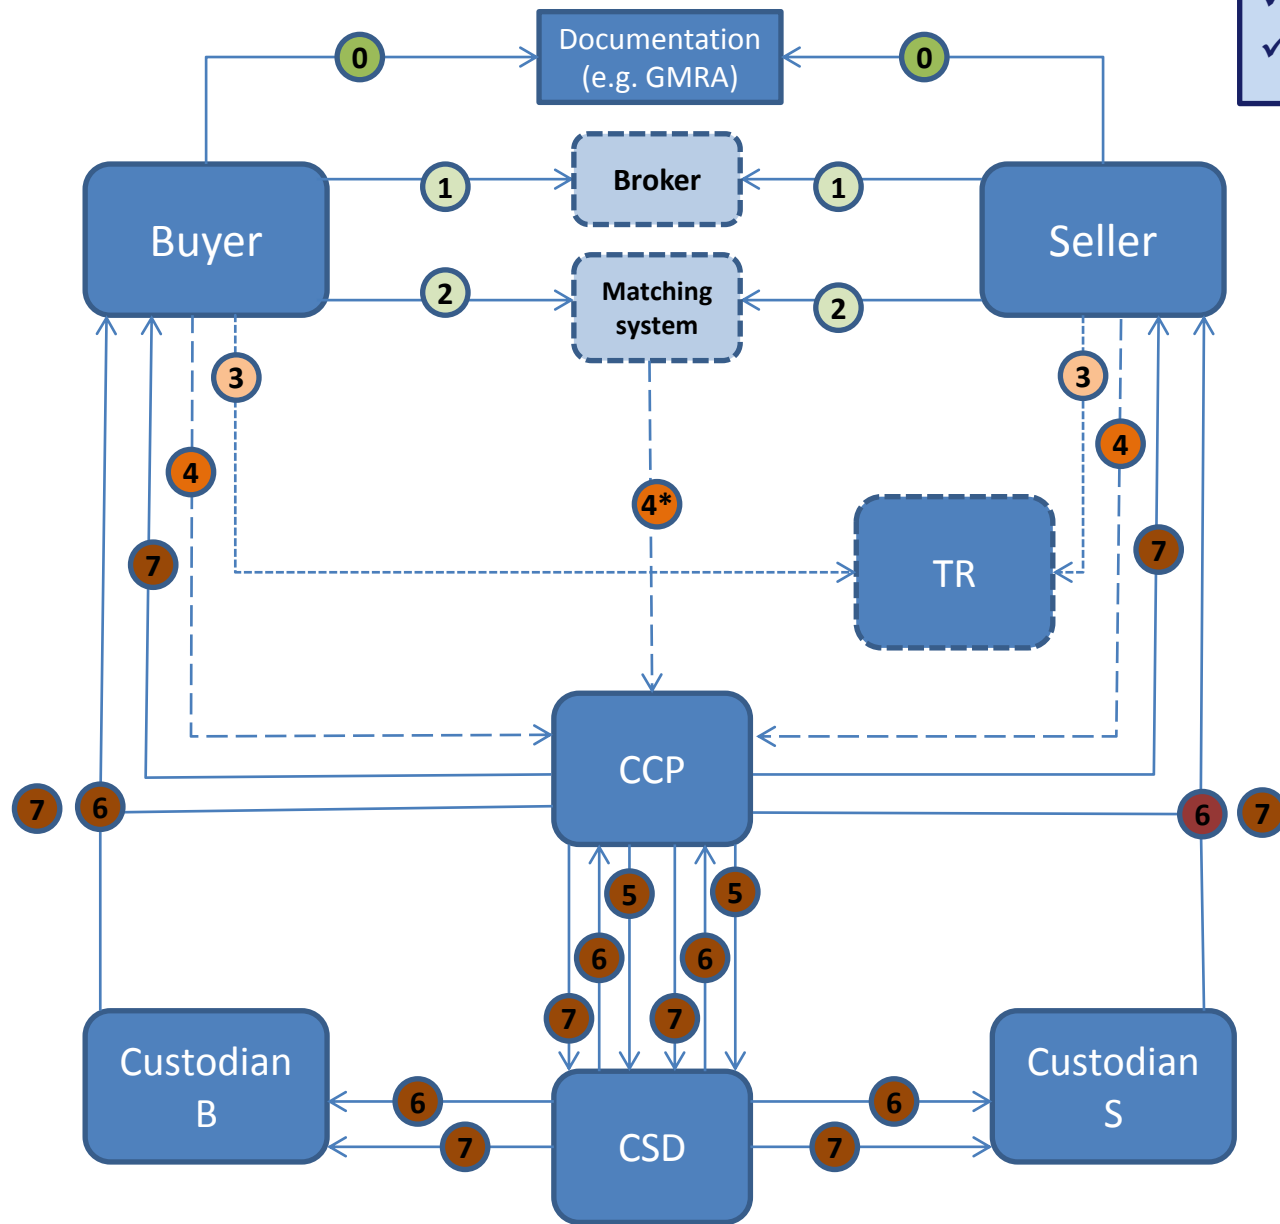 Documentation
(e.g. GMRA)
0
0
Broker
1
1
Buyer
Seller
Matching
system
2
2
3
3
4
4
4*
7
7
TR
CCP
7
6
6
7
5
5
6
6
7
7
Custodian
B
Custodian
S
6
6
7
7
CSD